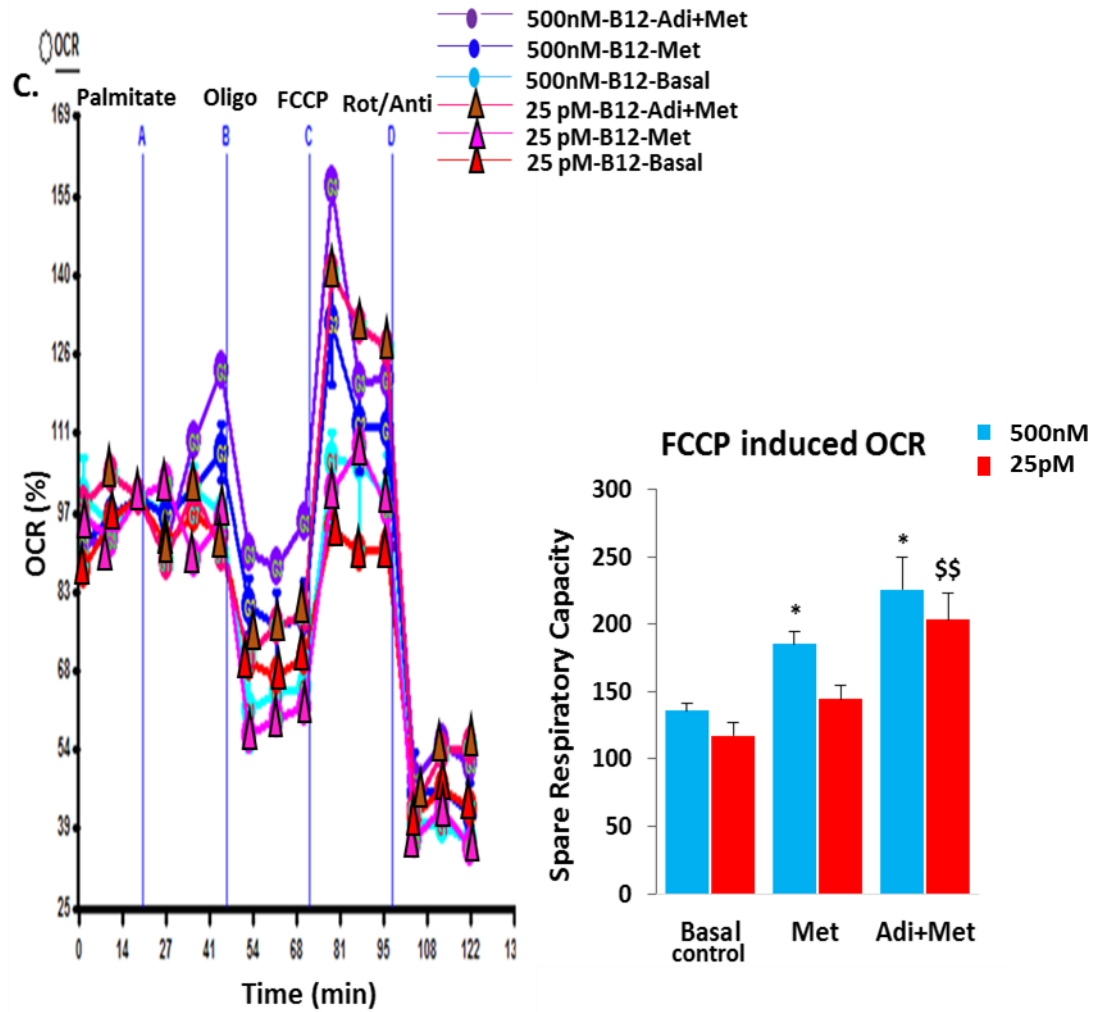 500nM-B12-Adi+Met
500nM-B12-Met
500nM-B12-Basal
25 pM-B12-Adi+Met
25 pM-B12-Met
25 pM-B12-Basal
OCR
C.
Palmitate Oligo FCCP Rot/Anti
A B C D
169
155
140
126
111
97
83
68
54
39
25
OCR (%)
0 14 27 41 54 68 81 95 108 122 13
Time (min)
FCCP induced OCR
500nM
25pM
Spare Respiratory Capacity
300
250
200
150
100
50
0
*
*
$$
Basal control Met Adi+Met